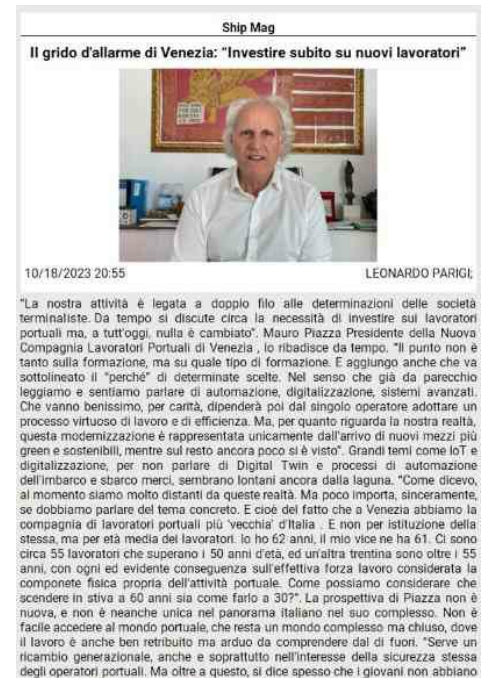 Ship Mag
Il grido d'allarme di Venezia: "Investire subito su nuovi lavoratori"
10/18/2023 20:55
LEONARDO PARIGI;
"La nostra attività è legata a doppio filo alle determinazioni delle società
terminaliste. Da tempo si discute circa la necessità di investire sui lavoratori
portuali ma, a tutt'oggi, nulla è cambiato". Mauro Piazza Presidente della Nuova
Compagnia Lavoratori Portuali di Venezia , lo ribadisce da tempo. "Il punto non è
tanto sulla formazione, ma su quale tipo di formazione. E aggiungo anche che va
sottolineato il "perché" di determinate scelte. Nel senso che già da parecchio
leggiamo e sentiamo parlare di automazione, digitalizzazione, sistemi avanzati.
Che vanno benissimo, per carità, dipenderà poi dal singolo operatore adottare un
processo virtuoso di lavoro e di efficienza. Ma, per quanto riguarda la nostra realtà,
questa modernizzazione è rappresentata unicamente dall'arrivo di nuovi mezzi più
green e sostenibili, mentre sul resto ancora poco si è visto". Grandi temi come IoT e
digitalizzazione, per non parlare di Digital Twin e processi di automazione
dell'imbarco e sbarco merci, sembrano lontani ancora dalla laguna. "Come dicevo,
al momento siamo molto distanti da queste realtà. Ma poco importa, sinceramente,
se dobbiamo parlare del tema concreto. E cioè del fatto che a Venezia abbiamo la
compagnia di lavoratori portuali più 'vecchia' d'Italia . E non per istituzione della
stessa, ma per età media dei lavoratori. Io ho 62 anni, il mio vice ne ha 61. Ci sono
circa 55 lavoratori che superano i 50 anni d'età, ed un'altra trentina sono oltre i 55
anni, con ogni ed evidente conseguenza sull'effettiva forza lavoro considerata la
componete fisica propria dell'attività portuale. Come possiamo considerare che
scendere in stiva a 60 anni sia come farlo a 30?". La prospettiva di Piazza non è
nuova, e non è neanche unica nel panorama italiano nel suo complesso. Non è
facile accedere al mondo portuale, che resta un mondo complesso ma chiuso, dove
il lavoro è anche ben retribuito ma arduo da comprendere dal di fuori. "Serve un
ricambio generazionale, anche e soprattutto nell'interesse della sicurezza stessa
degli operatori portuali. Ma oltre a questo, si dice spesso che i giovani non abbiano